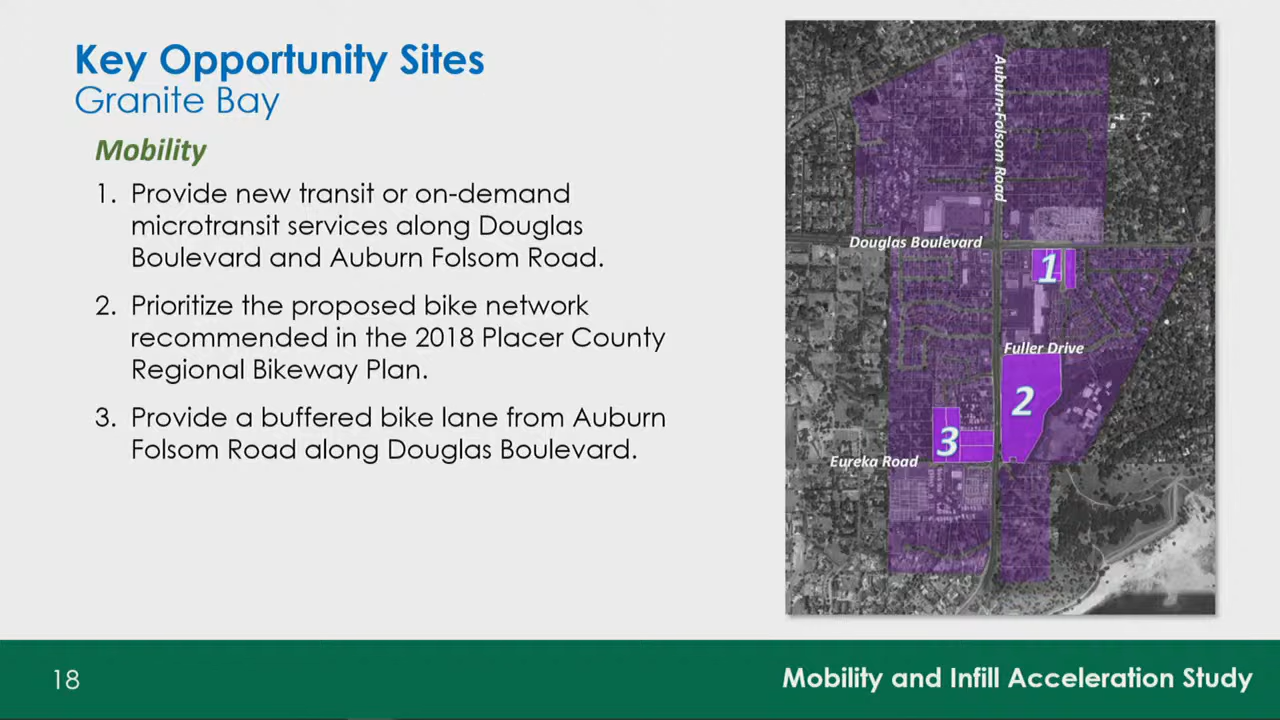 Key Opportunity Sites
Granite Bay
Mobility
1. Provide new transit or on-demand
microtransit services along Douglas
Boulevard and Auburn Folsom Road.
2. Prioritize the proposed bike network
recommended in the 2018 Placer County
Regional Bikeway Plan.
3. Provide a buffered bike lane from Auburn
Folsom Road along Douglas Boulevard.
Auburn-Folsom Road
Douglas Boulevard
1
Fuller Drive
2
3
Eureka Road
18
Mobility and Infill Acceleration Study